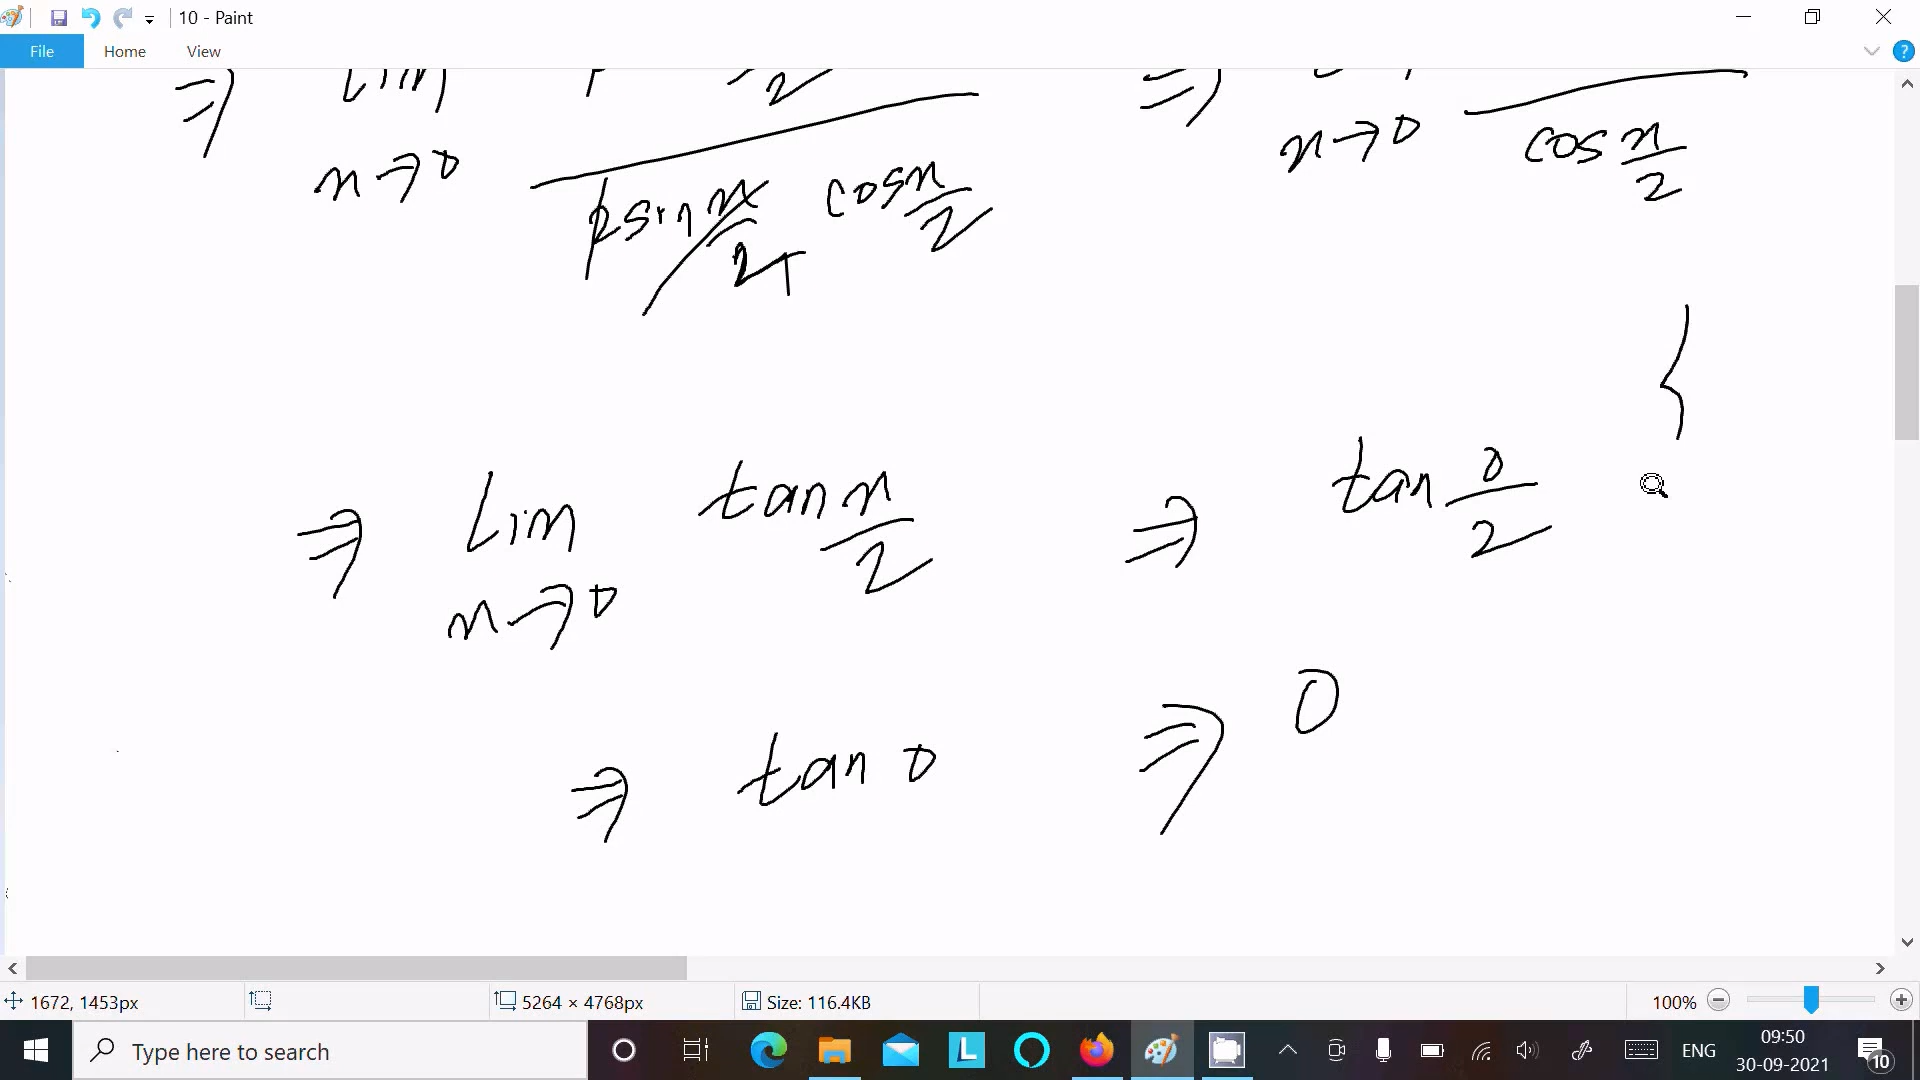 10 - Paint
File Home View
⇒ Lim 2 ⇒
x→0 2sin x/2 cos x/2 x→0 cos x/2
⇒ Lim tan x/2 ⇒ tan 0/2 {
x→0
⇒ tan 0 ⇒ 0
1672, 1453px 5264 × 4768px Size: 116.4KB 100%
Type here to search L ENG 09:50
30-09-2021 10